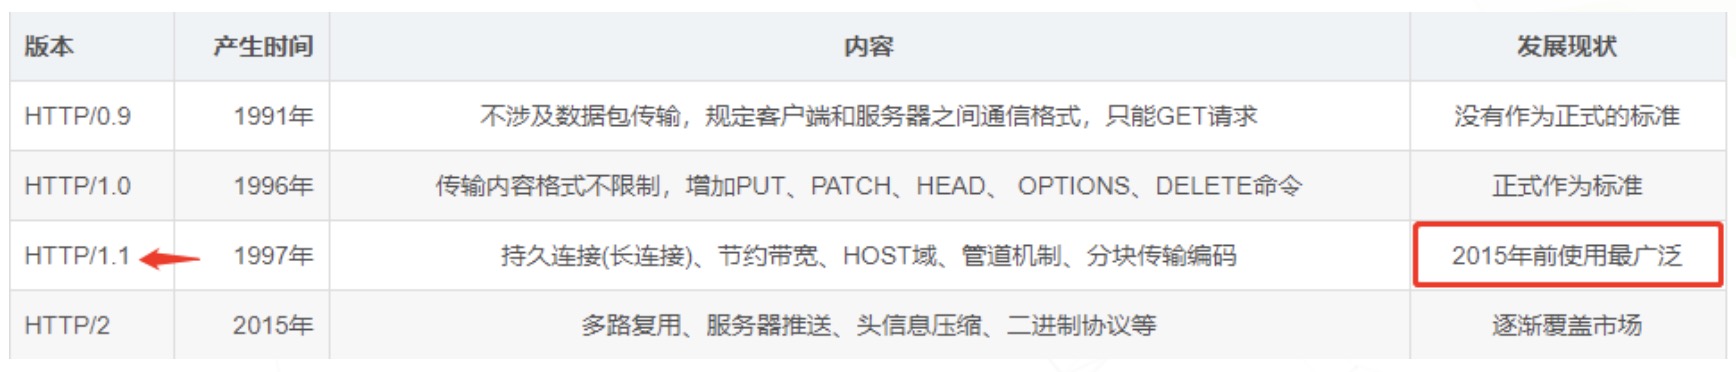 版本 产生时间 内容 发展现状
HTTP/0.9 1991年 不涉及数据包传输，规定客户端和服务器之间通信格式，只能GET请求 没有作为正式的标准
HTTP/1.0 1996年 传输内容格式不限制，增加PUT、PATCH、HEAD、 OPTIONS、DELETE命令 正式作为标准
HTTP/1.1 1997年 持久连接(长连接)、节约带宽、HOST域、管道机制、分块传输编码 2015年前使用最广泛
HTTP/2 2015年 多路复用、服务器推送、头信息压缩、二进制协议等 逐渐覆盖市场